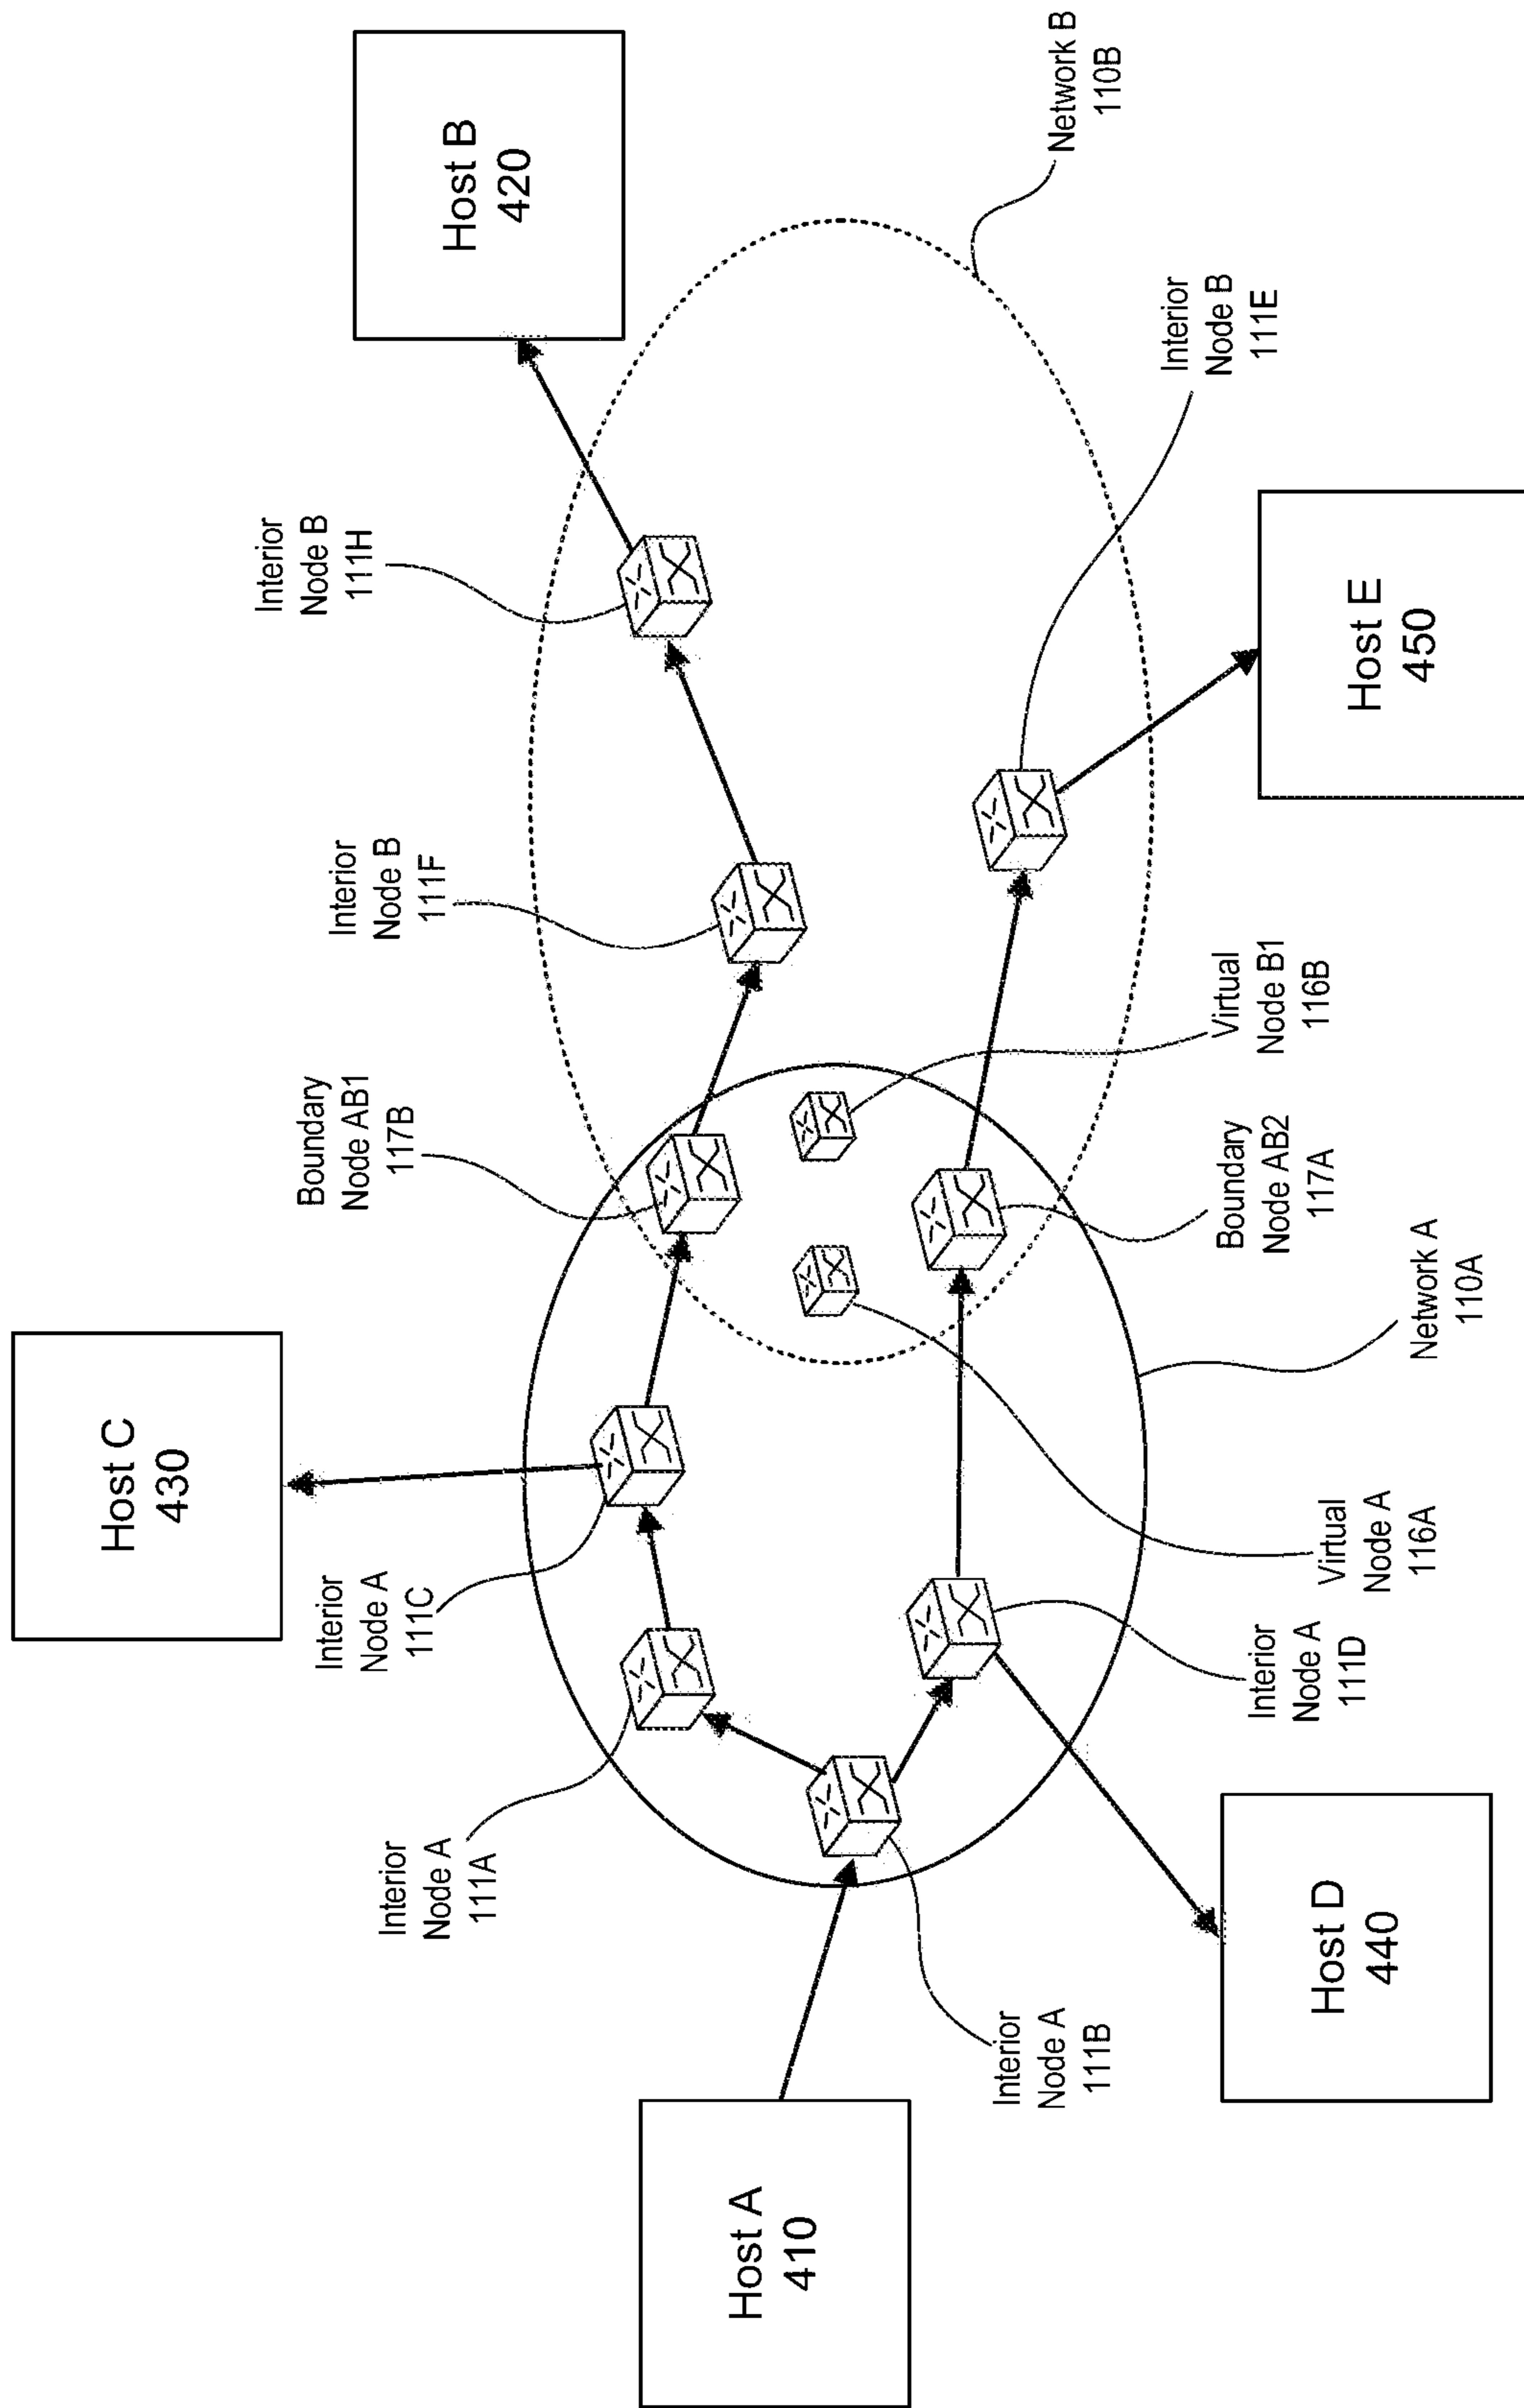 Host B
420
Network B
110B
Interior
Node B
111H
Interior
Node B
111E
Interior
Node B
111F
Host E
450
Virtual
Node B1
116B
Boundary
Node AB1
117B
Boundary
Node AB2
117A
Network A
110A
Host C
430
Virtual
Node A
116A
Interior
Node A
111C
Interior
Node A
111D
Interior
Node A
111A
Host D
440
Interior
Node A
111B
Host A
410